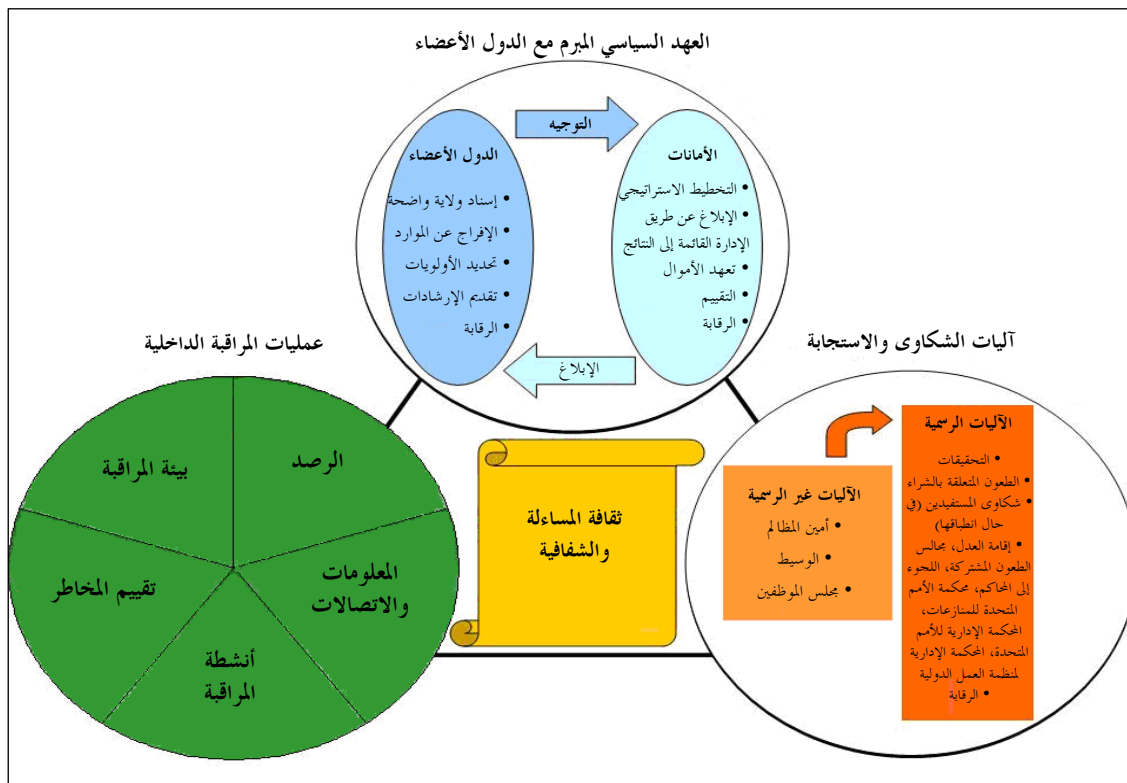 العهد السياسي المبرم مع الدول الأعضاء
التوجيه
الدول الأعضاء
• إسناد ولاية واضحة
• الإفراج عن الموارد
• تحديد الأولويات
• تقديم الإرشادات
• الرقابة
الأمانات
• التخطيط الاستراتيجي
• الإبلاغ عن طريق
الإدارة القائمة إلى النتائج
• تعهد الأموال
• التقييم
• الرقابة
الإبلاغ
آليات الشكاوى والاستجابة
الآليات الرسمية
• التحقيقات
• الطعون المتعلقة بالشراء
• شكاوى المستفيدين (في
حال انطباقها)
• إقامة العدل، مجالس
الطعون المشتركة، اللجوء
إلى المحاكم، محكمة الأمم
المتحدة للمنازعات،
المحكمة الإدارية للأمم
المتحدة، المحكمة الإدارية
لمنظمة العمل الدولية
• الرقابة
الآليات غير الرسمية
• أمين المظالم
• الوسيط
• مجلس الموظفين
ثقافة المساءلة
والشفافية
عمليات المراقبة الداخلية
الرصد
بيئة المراقبة
المعلومات
والاتصالات
تقييم المخاطر
أنشطة
المراقبة